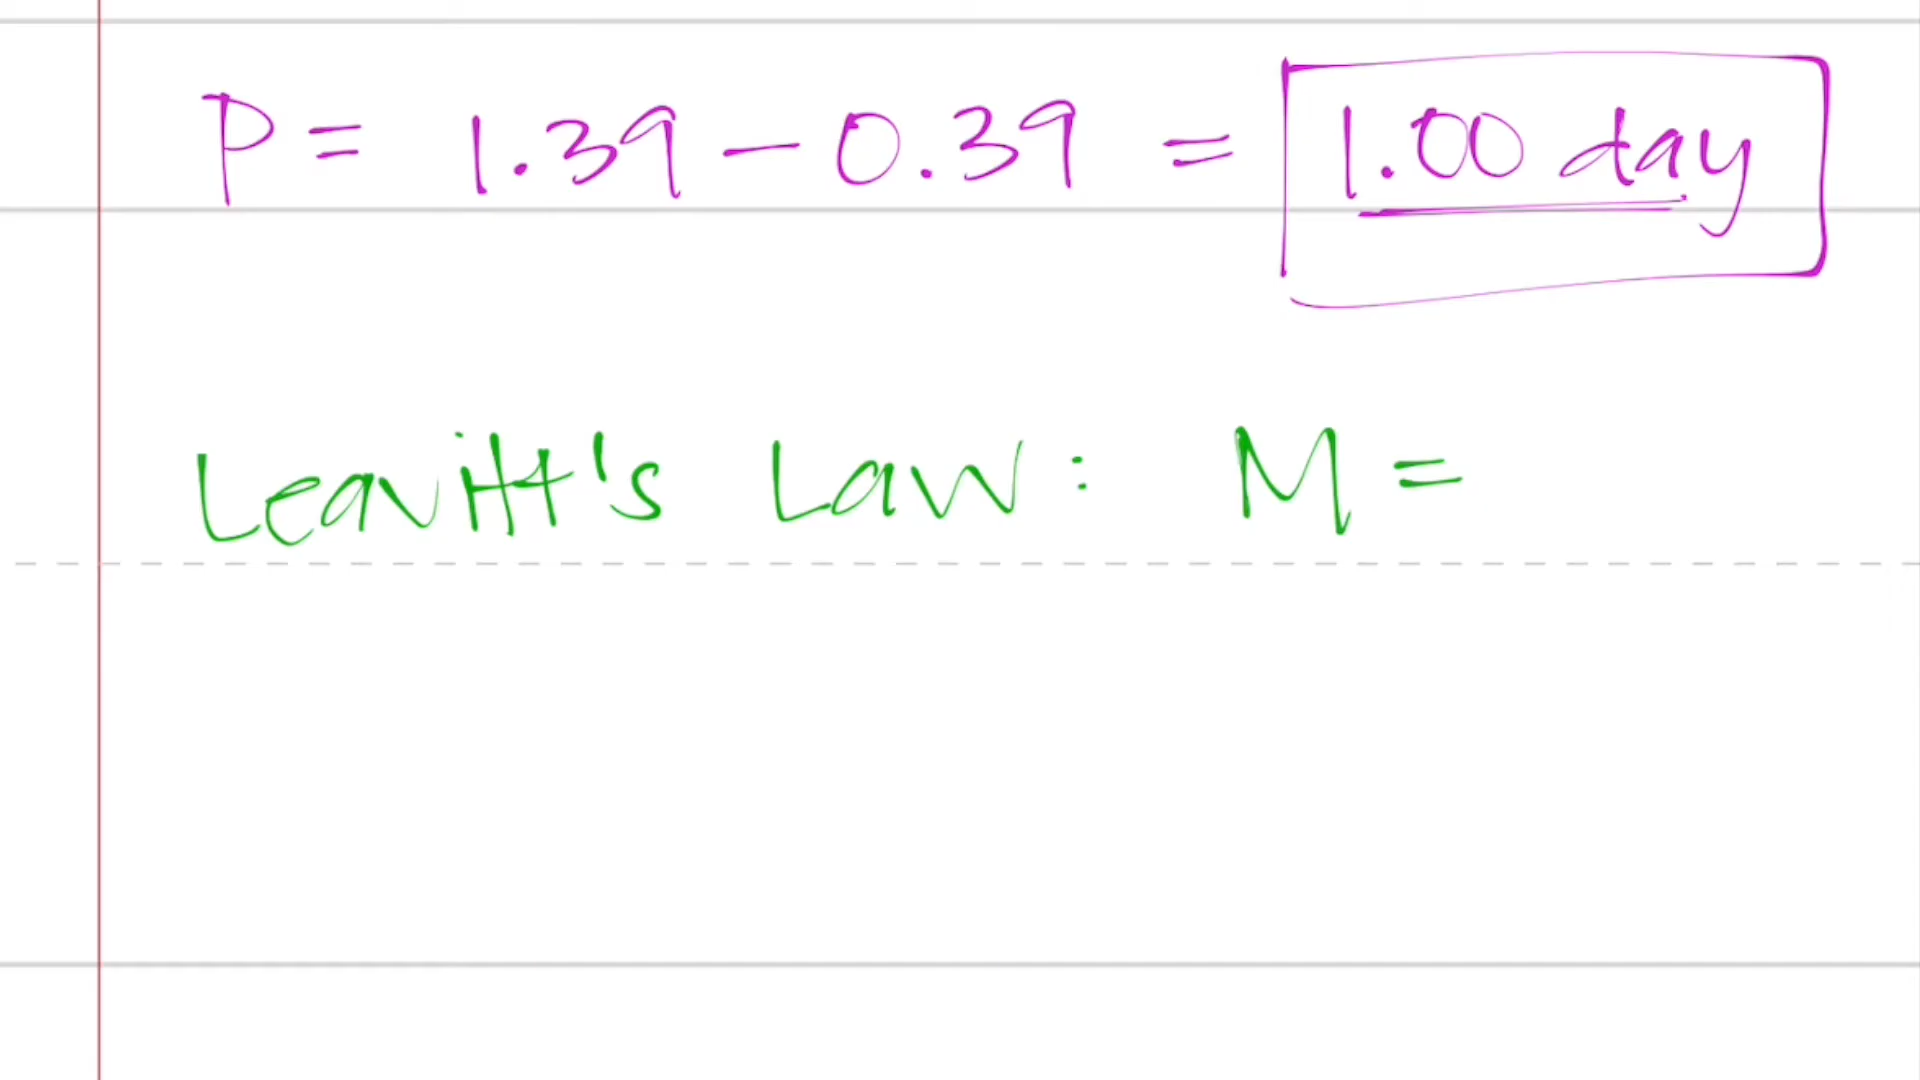 P = 1.39 - 0.39 = 1.00 day
Leavitt's Law: M =